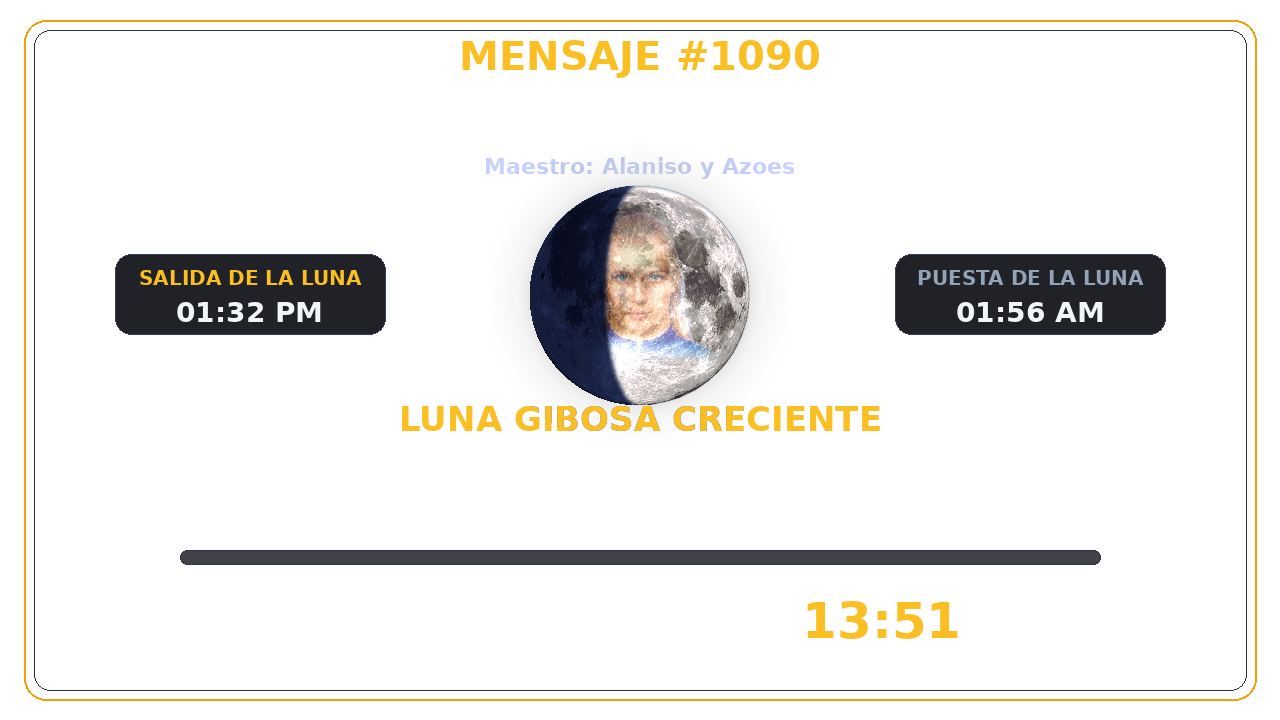 MENSAJE #1090
Maestro: Alaniso y Azoes
SALIDA DE LA LUNA
01:32 PM
PUESTA DE LA LUNA
01:56 AM
LUNA GIBOSA CRECIENTE
13:51